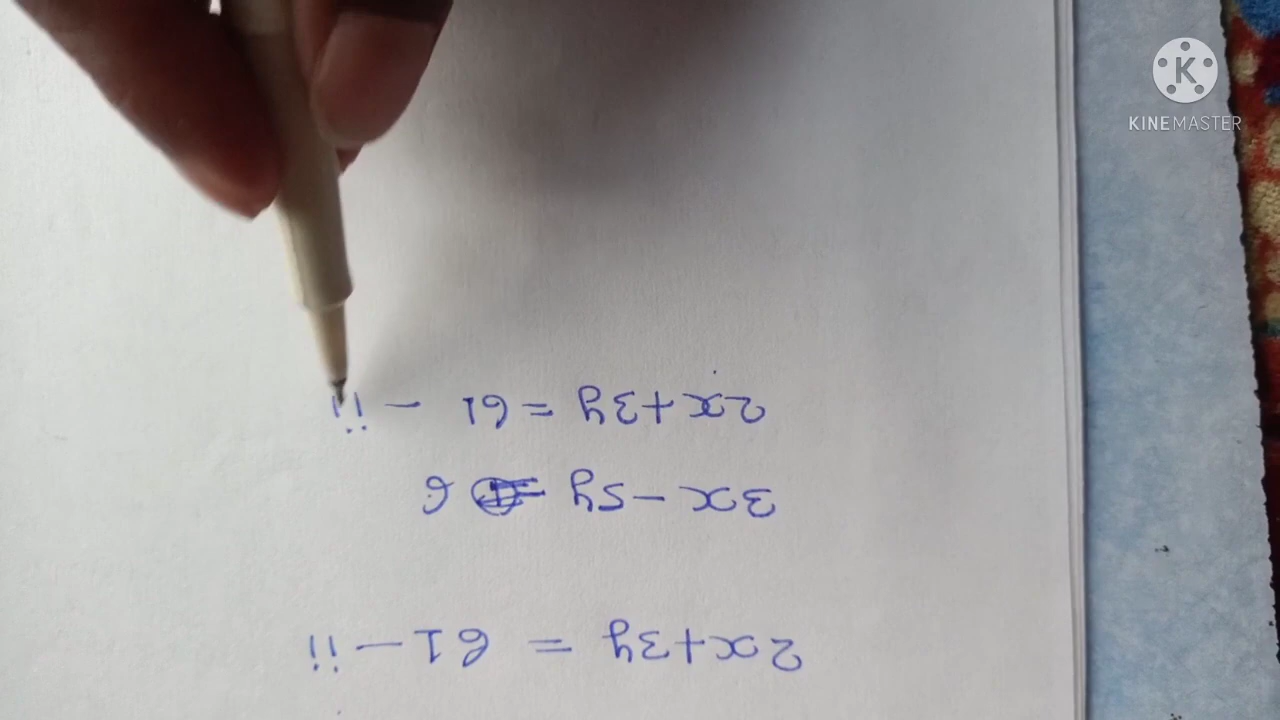 2x+3y = 61 — ii
3x - 5y = 6
2x+3y = 61 - ii
K
KINEMASTER